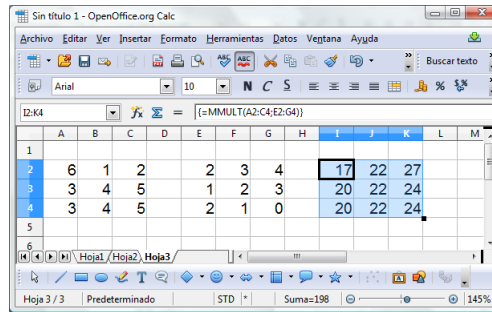 Sin título 1 - OpenOffice.org Calc
Archivo Editar Ver Insertar Formato Herramientas Datos Ventana Ayuda
ABC ABC Buscar texto
Arial 10 N C S %
I2:K4 {=MMULT(A2:C4;E2:G4)}
A B C D E F G H I J K L M
1
2 6 1 2 2 3 4 17 22 27
3 3 4 5 1 2 3 20 22 24
4 3 4 5 2 1 0 20 22 24
5
6
Hoja1 Hoja2 Hoja3
T
Hoja 3 / 3 Predeterminado STD * Suma=198 145%